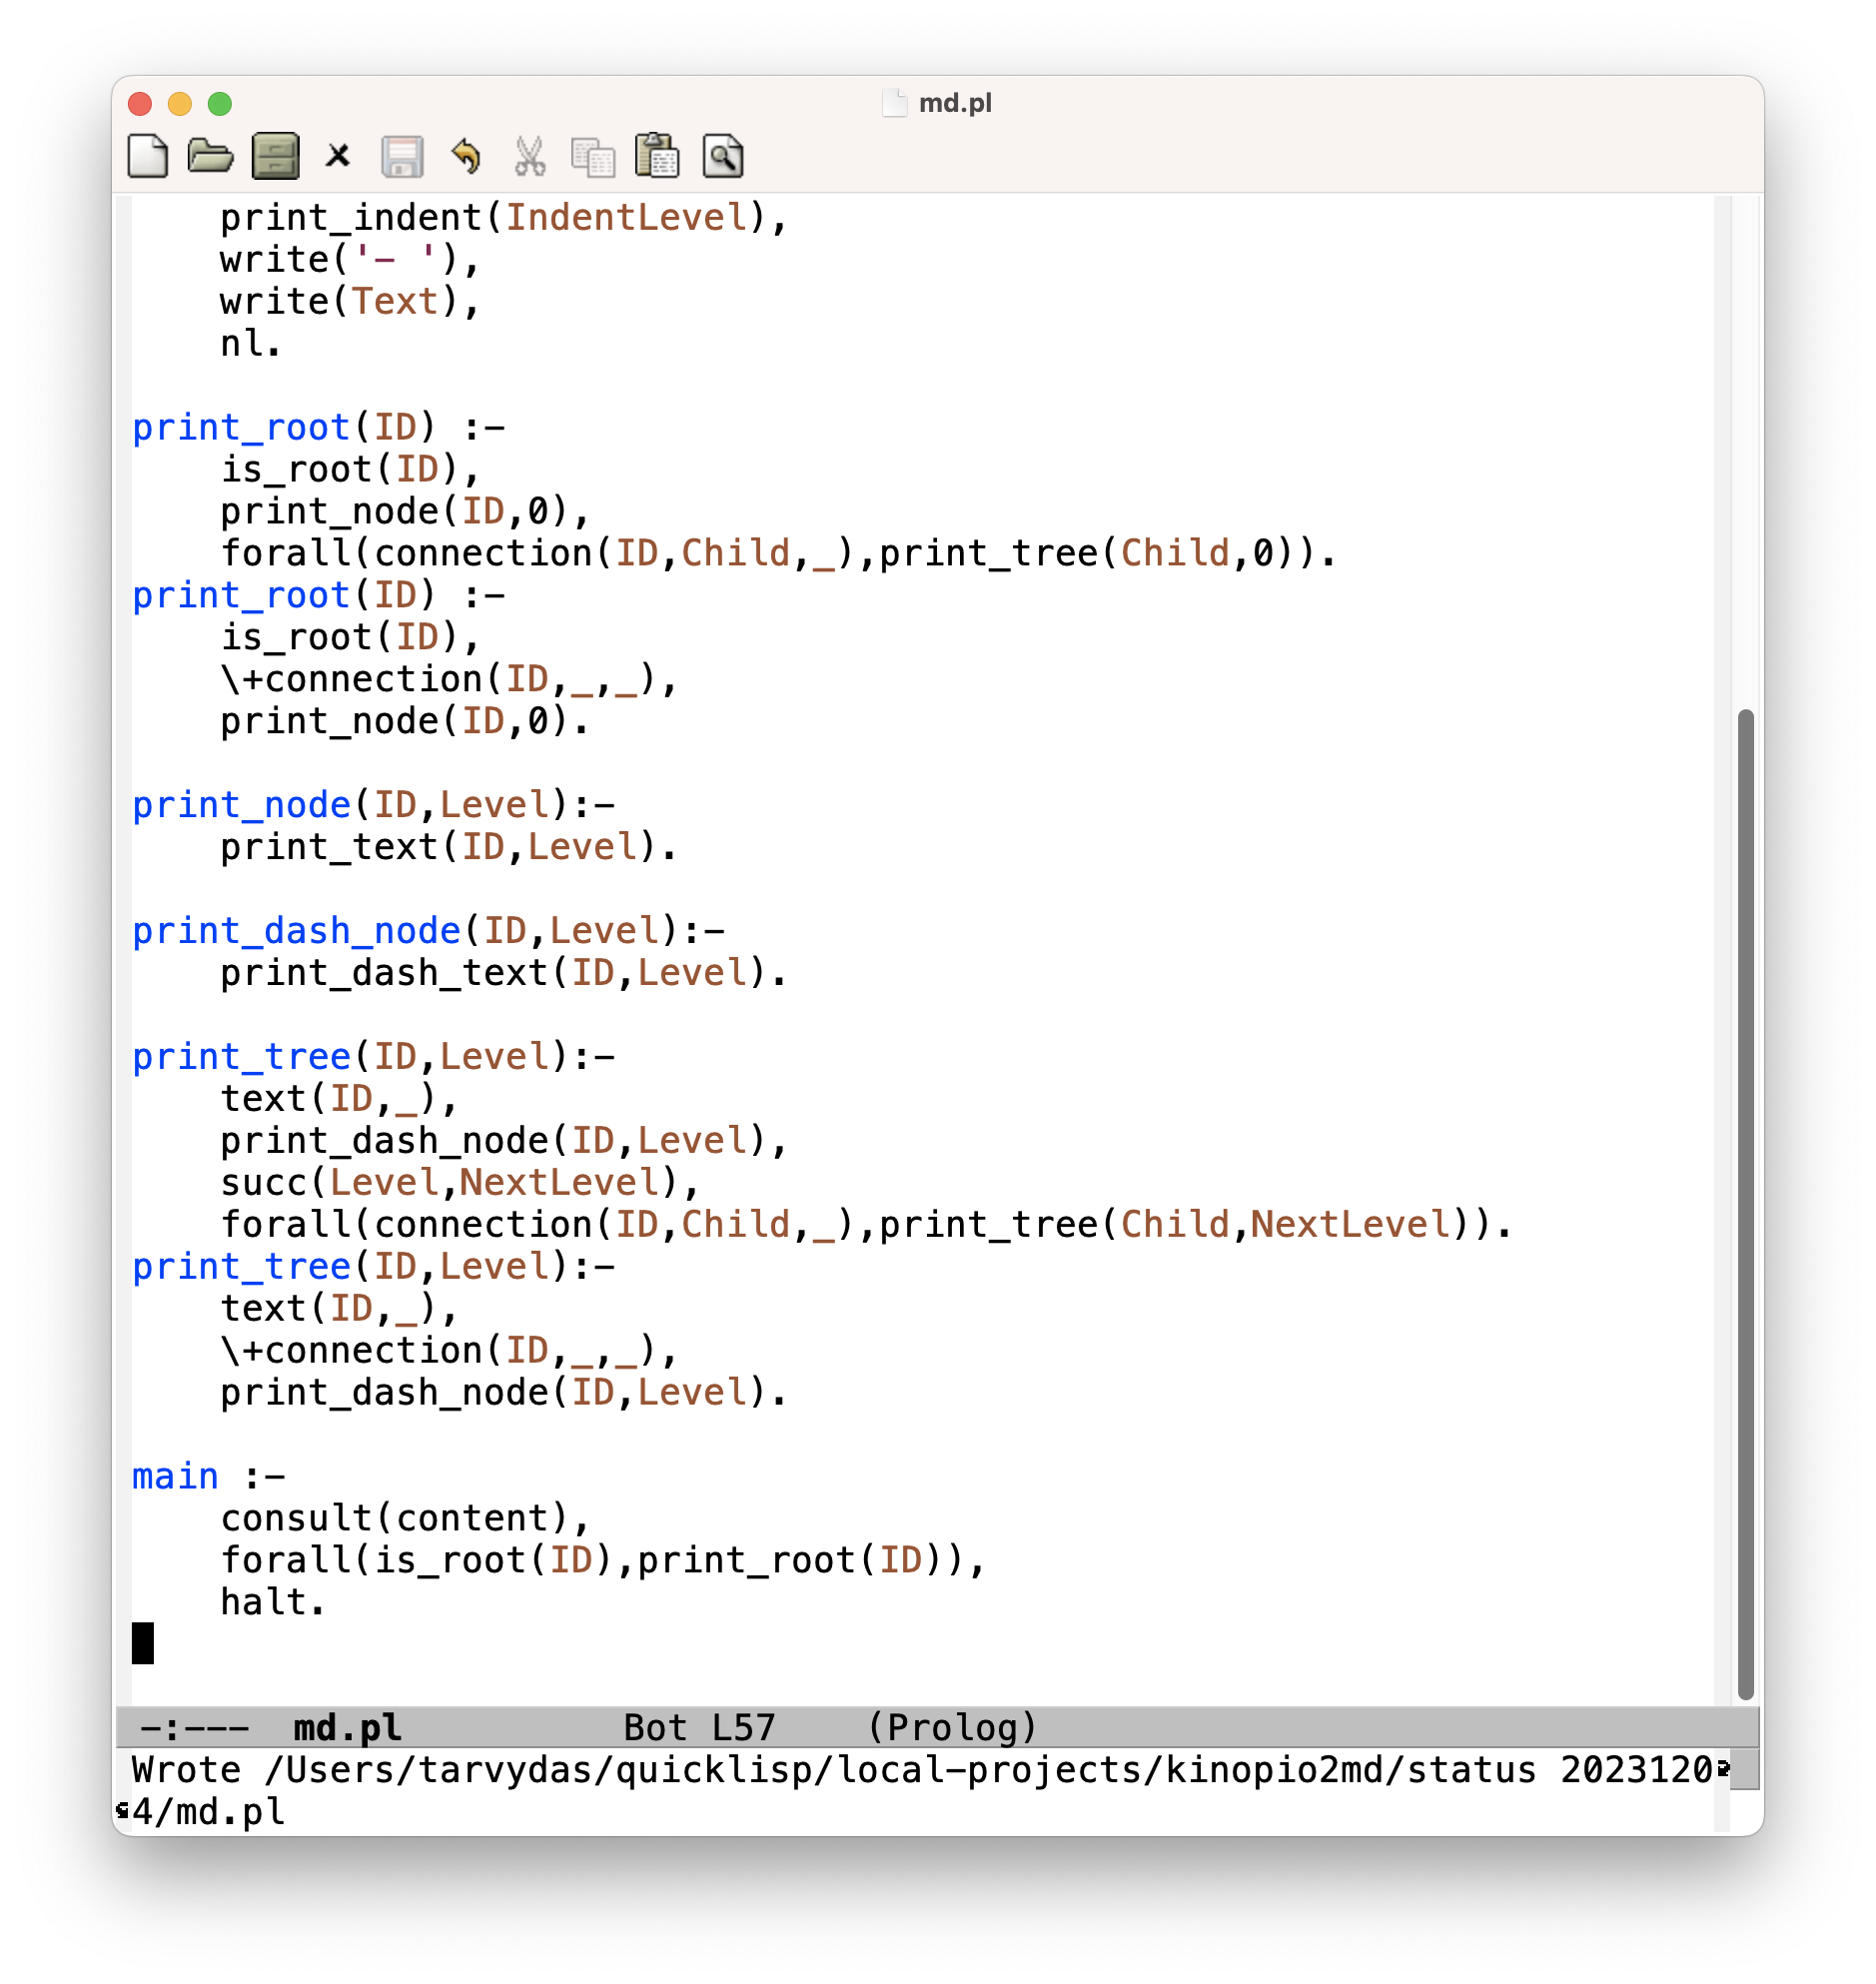 md.pl
    print_indent(IndentLevel),
    write('- '),
    write(Text),
    nl.

print_root(ID) :-
    is_root(ID),
    print_node(ID,0),
    forall(connection(ID,Child,_),print_tree(Child,0)).
print_root(ID) :-
    is_root(ID),
    \+connection(ID,_,_),
    print_node(ID,0).

print_node(ID,Level):-
    print_text(ID,Level).

print_dash_node(ID,Level):-
    print_dash_text(ID,Level).

print_tree(ID,Level):-
    text(ID,_),
    print_dash_node(ID,Level),
    succ(Level,NextLevel),
    forall(connection(ID,Child,_),print_tree(Child,NextLevel)).
print_tree(ID,Level):-
    text(ID,_),
    \+connection(ID,_,_),
    print_dash_node(ID,Level).

main :-
    consult(content),
    forall(is_root(ID),print_root(ID)),
    halt.

-:---  md.pl          Bot L57    (Prolog)
Wrote /Users/tarvydas/quicklisp/local-projects/kinopio2md/status 2023120
4/md.pl